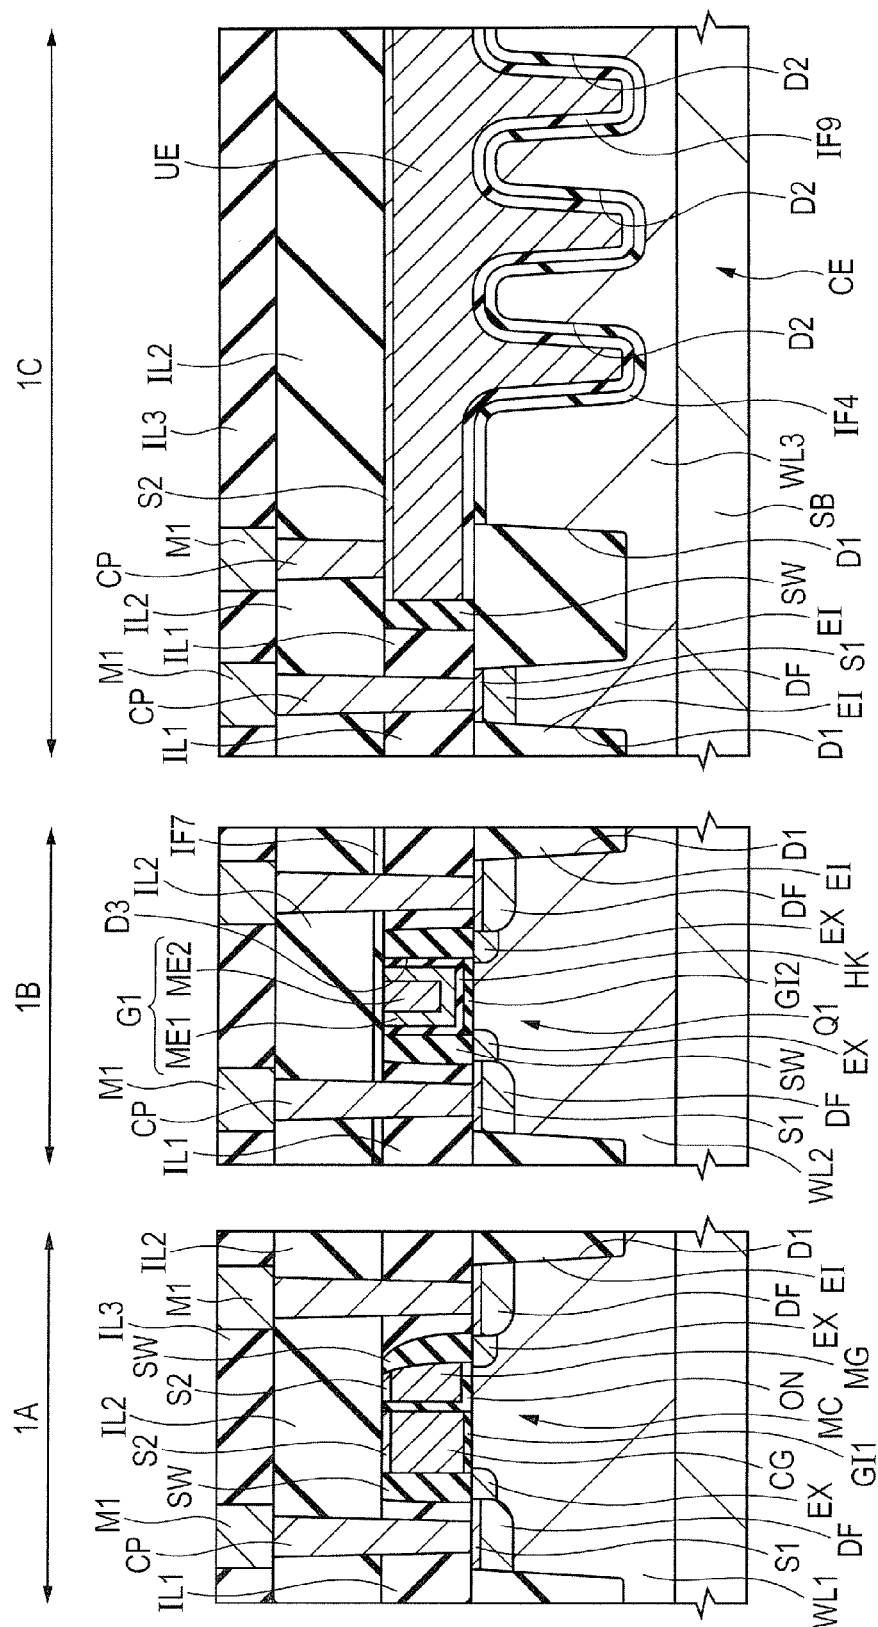 1A
1B
1C
IL1
CP
M1
SW
S2
IL2
S2
SW
IL3
M1
IL2
IL1
CP
M1
G1
ME1
ME2
D3
IL2
IF7
IL1
CP
M1
IL1
IL2
CP
M1
S2
IL3
IL2
UE
WL1
S1
DF
EX
CG
GI1
MC
ON
MG
EX
DF
EI
D1
WL2
S1
DF
SW
EX
Q1
GI2
HK
EX
DF
EI
D1
D1
EI
DF
S1
EI
SW
D1
SB
WL3
IF4
D2
CE
D2
IF9
D2